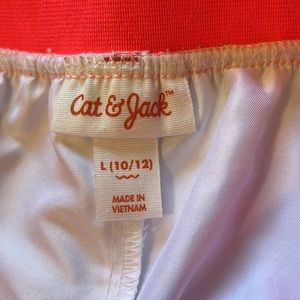 Cat & Jack™
L (10/12)
MADE IN
VIETNAM